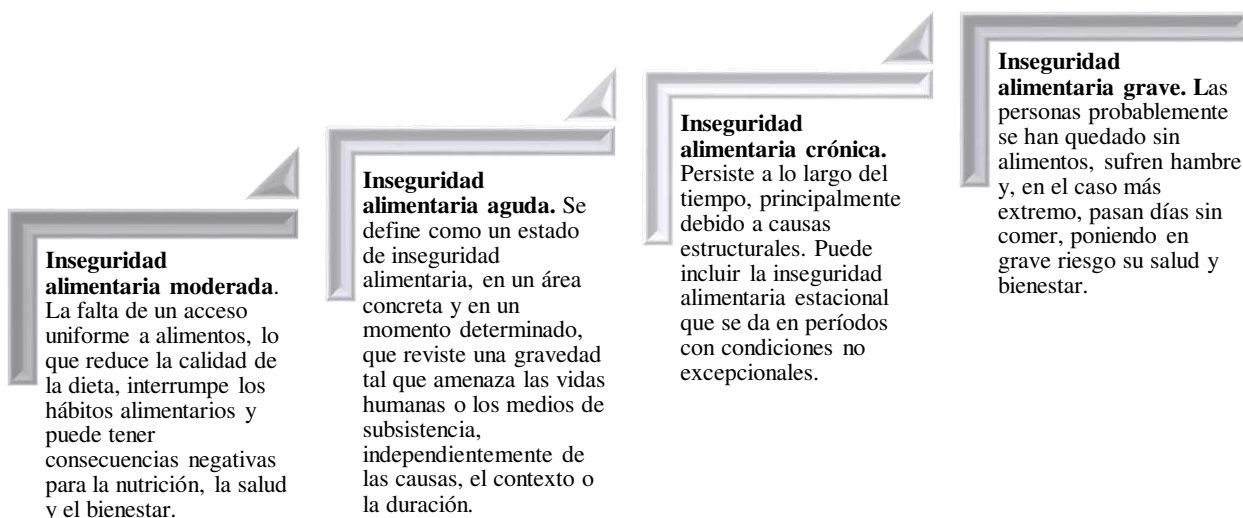 Inseguridad
alimentaria moderada.
La falta de un acceso
uniforme a alimentos, lo
que reduce la calidad de
la dieta, interrumpe los
hábitos alimentarios y
puede tener
consecuencias negativas
para la nutrición, la salud
y el bienestar.
Inseguridad
alimentaria aguda. Se
define como un estado
de inseguridad
alimentaria, en un área
concreta y en un
momento determinado,
que reviste una gravedad
tal que amenaza las vidas
humanas o los medios de
subsistencia,
independientemente de
las causas, el contexto o
la duración.
Inseguridad
alimentaria crónica.
Persiste a lo largo del
tiempo, principalmente
debido a causas
estructurales. Puede
incluir la inseguridad
alimentaria estacional
que se da en períodos
con condiciones no
excepcionales.
Inseguridad
alimentaria grave. Las
personas probablemente
se han quedado sin
alimentos, sufren hambre
y, en el caso más
extremo, pasan días sin
comer, poniendo en
grave riesgo su salud y
bienestar.